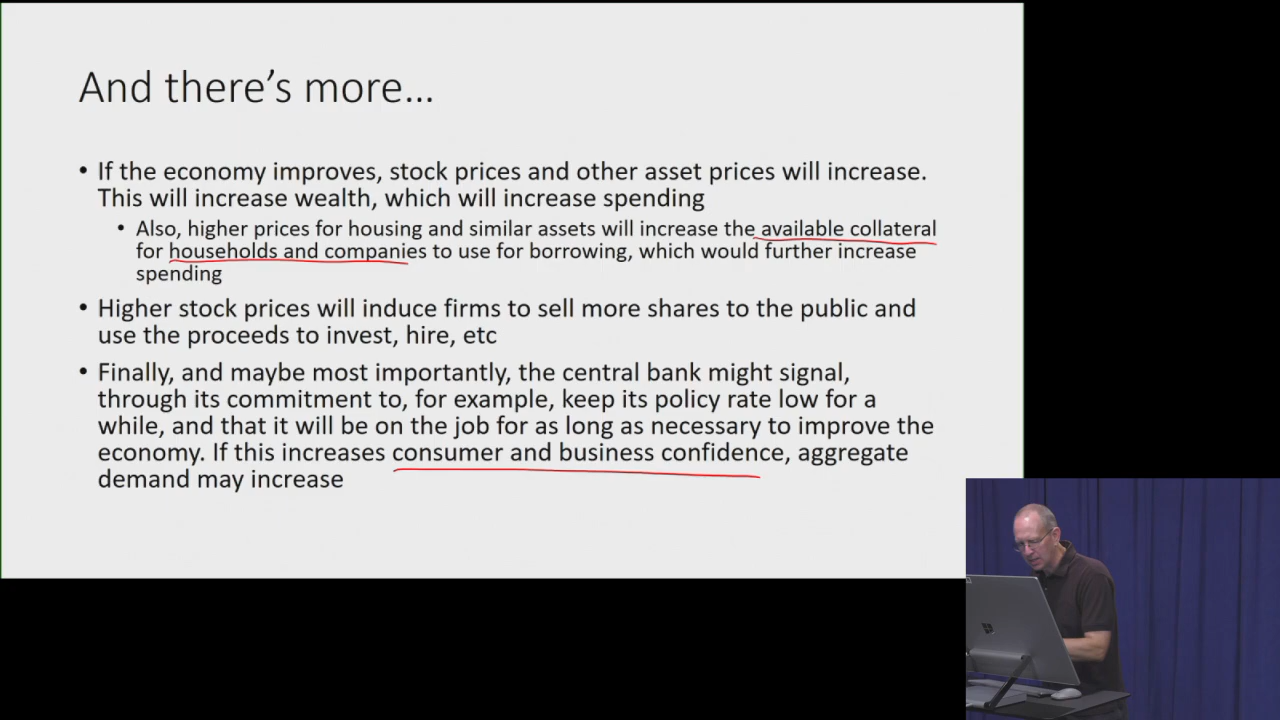 And there's more…
• If the economy improves, stock prices and other asset prices will increase.
This will increase wealth, which will increase spending
• Also, higher prices for housing and similar assets will increase the available collateral
for households and companies to use for borrowing, which would further increase
spending
• Higher stock prices will induce firms to sell more shares to the public and
use the proceeds to invest, hire, etc
• Finally, and maybe most importantly, the central bank might signal,
through its commitment to, for example, keep its policy rate low for a
while, and that it will be on the job for as long as necessary to improve the
economy. If this increases consumer and business confidence, aggregate
demand may increase